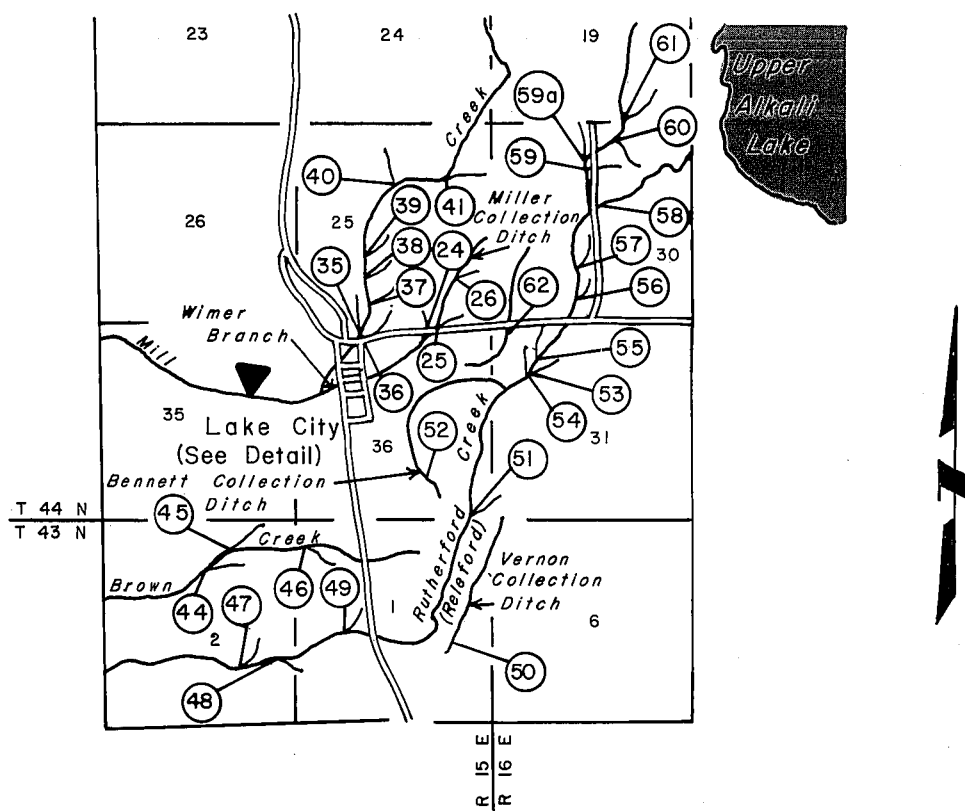 23
24
19
61
Upper
Alkali
Lake
59a
Creek
60
59
40
41
Miller
Collection
Ditch
58
26
25
39
38
24
57
30
35
37
26
62
56
Wimer
Branch
Mill
25
55
36
53
54
35
Lake City
(See Detail)
36
52
Creek
31
51
Bennett Collection
Ditch
T 44 N
T 43 N
45
Creek
Rutherford
(Releford)
Vernon
Collection
Ditch
Brown
44
46
49
47
1
6
2
50
48
R 15 E
R 16 E